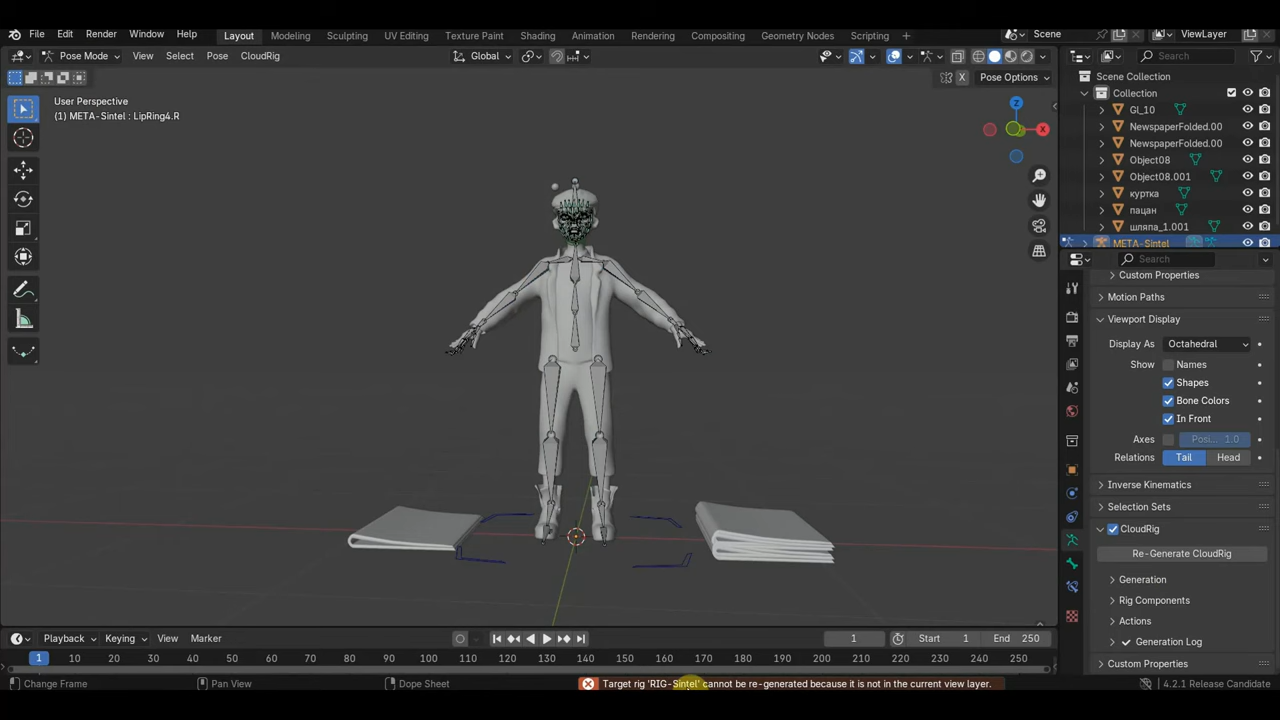 File Edit Render Window Help Layout Modeling Sculpting UV Editing Texture Paint Shading Animation Rendering Compositing Geometry Nodes Scripting Scene ViewLayer
Pose Mode View Select Pose CloudRig Global Search
X Pose Options
Scene Collection
Collection
User Perspective
(1) META-Sintel : LipRing4.R
GI_10
NewspaperFolded.00
NewspaperFolded.00
Object08
Object08.001
куртка
пацан
шляпа_1.001
META-Sintel
Z
X
Search
Custom Properties
Motion Paths
Viewport Display
Display As Octahedral
Show Names
Shapes
Bone Colors
In Front
Axes Posi... 1.0
Relations Tail Head
Inverse Kinematics
Selection Sets
CloudRig
Re-Generate CloudRig
Generation
Rig Components
Actions
Generation Log
Custom Properties
Playback Keying View Marker 1 Start 1 End 250
1 10 20 30 40 50 60 70 80 90 100 110 120 130 140 150 160 170 180 190 200 210 220 230 240 250
Change Frame Pan View Dope Sheet Target rig 'RIG-Sintel' cannot be re-generated because it is not in the current view layer. 4.2.1 Release Candidate